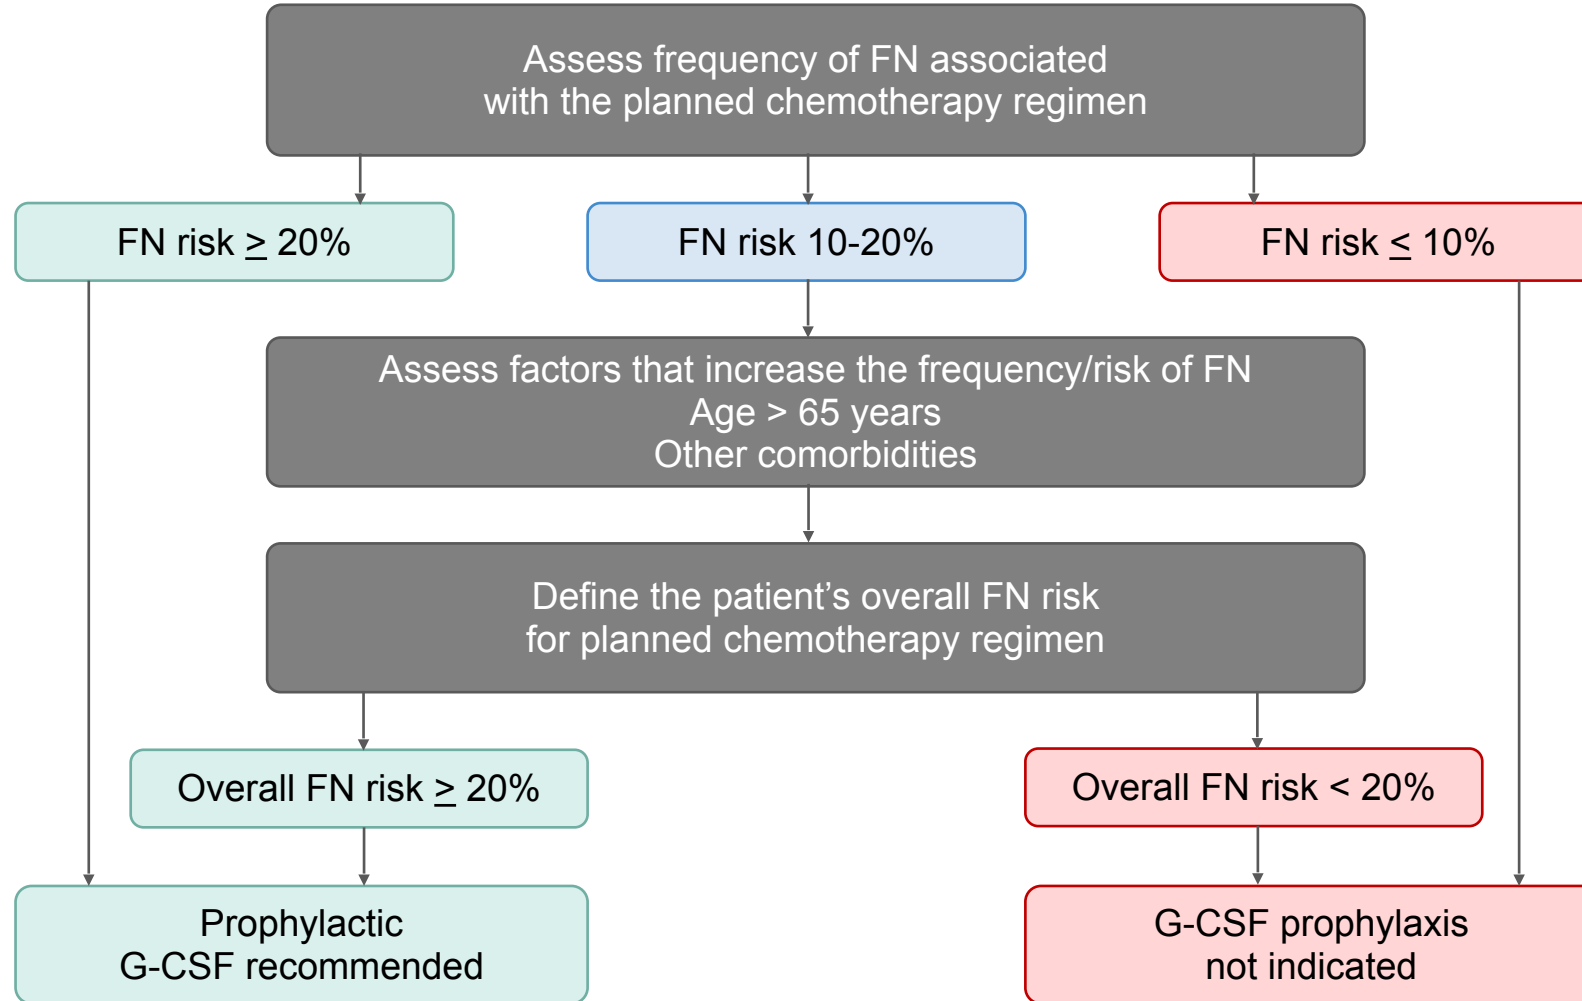 Assess frequency of FN associated
with the planned chemotherapy regimen
FN risk ≥ 20%
FN risk 10-20%
FN risk ≤ 10%
Assess factors that increase the frequency/risk of FN
Age > 65 years
Other comorbidities
Define the patient’s overall FN risk
for planned chemotherapy regimen
Overall FN risk ≥ 20%
Overall FN risk < 20%
Prophylactic
G-CSF recommended
G-CSF prophylaxis
not indicated